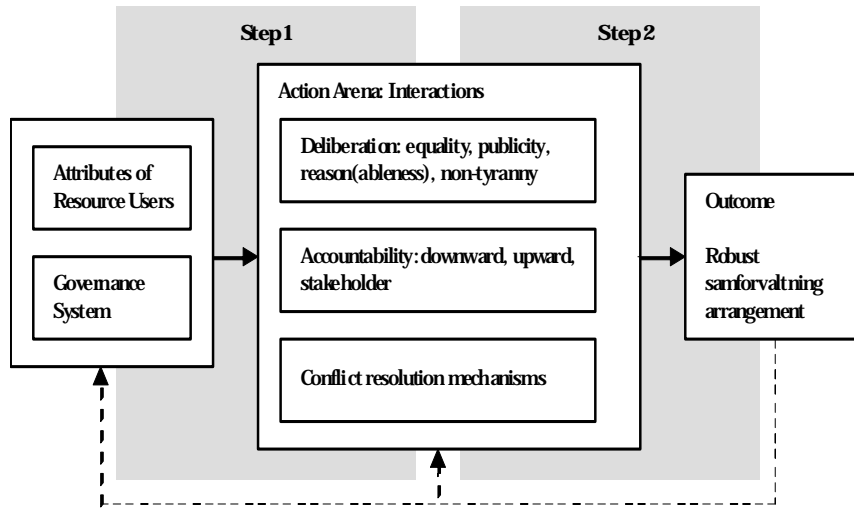 Step 1
Step 2
Action Arena: Interactions
Deliberation: equality, publicity,
reason(ableness), non-tyranny
Attributes of
Resource Users
Outcome
Accountability: downward, upward,
stakeholder
Robust
samforvaltning
arrangement
Governance
System
Conflict resolution mechanisms